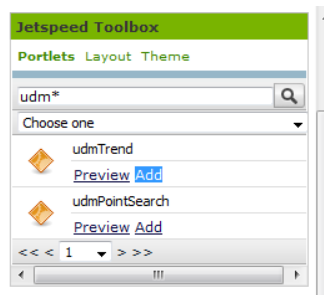 Jetspeed Toolbox
Portlets Layout Theme
udm*
Choose one
udmTrend
Preview Add
udmPointSearch
Preview Add
<< < 1 > >>